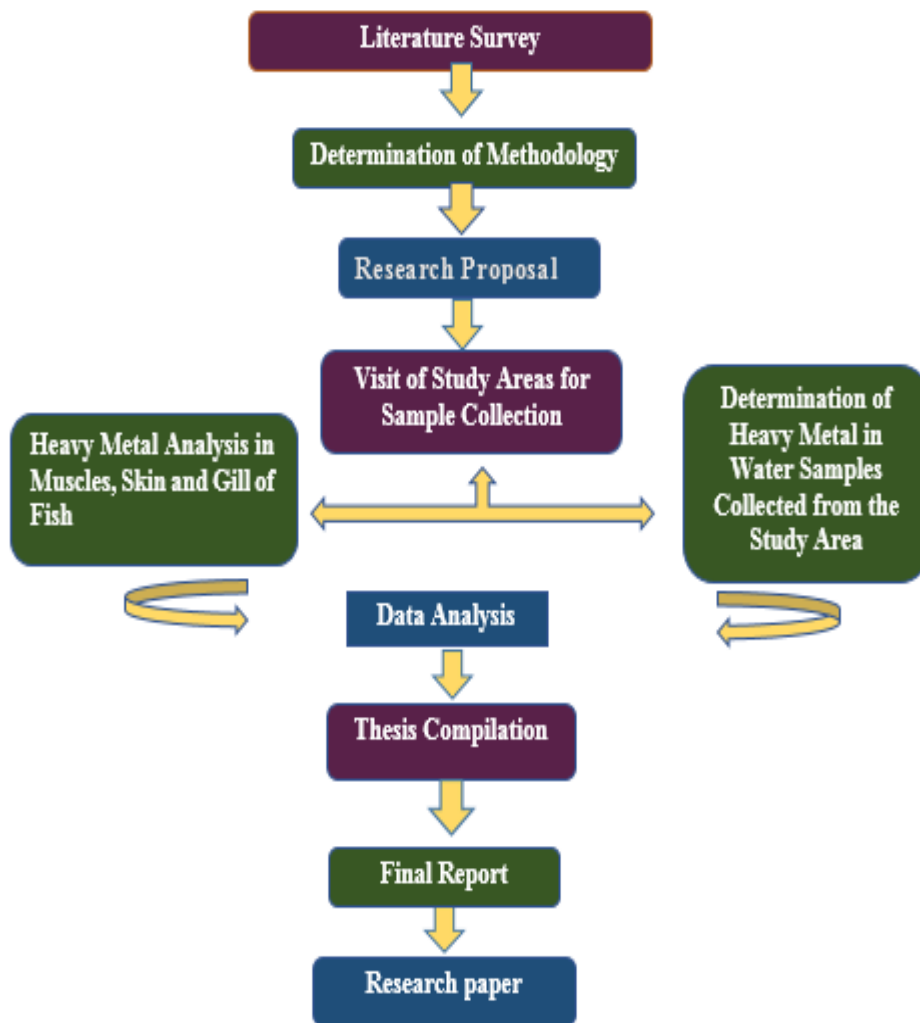 Literature Survey
Determination of Methodology
Research Proposal
Visit of Study Areas for
Sample Collection
Heavy Metal Analysis in
Muscles, Skin and Gill of
Fish
Determination of
Heavy Metal in
Water Samples
Collected from the
Study Area
Data Analysis
Thesis Compilation
Final Report
Research paper